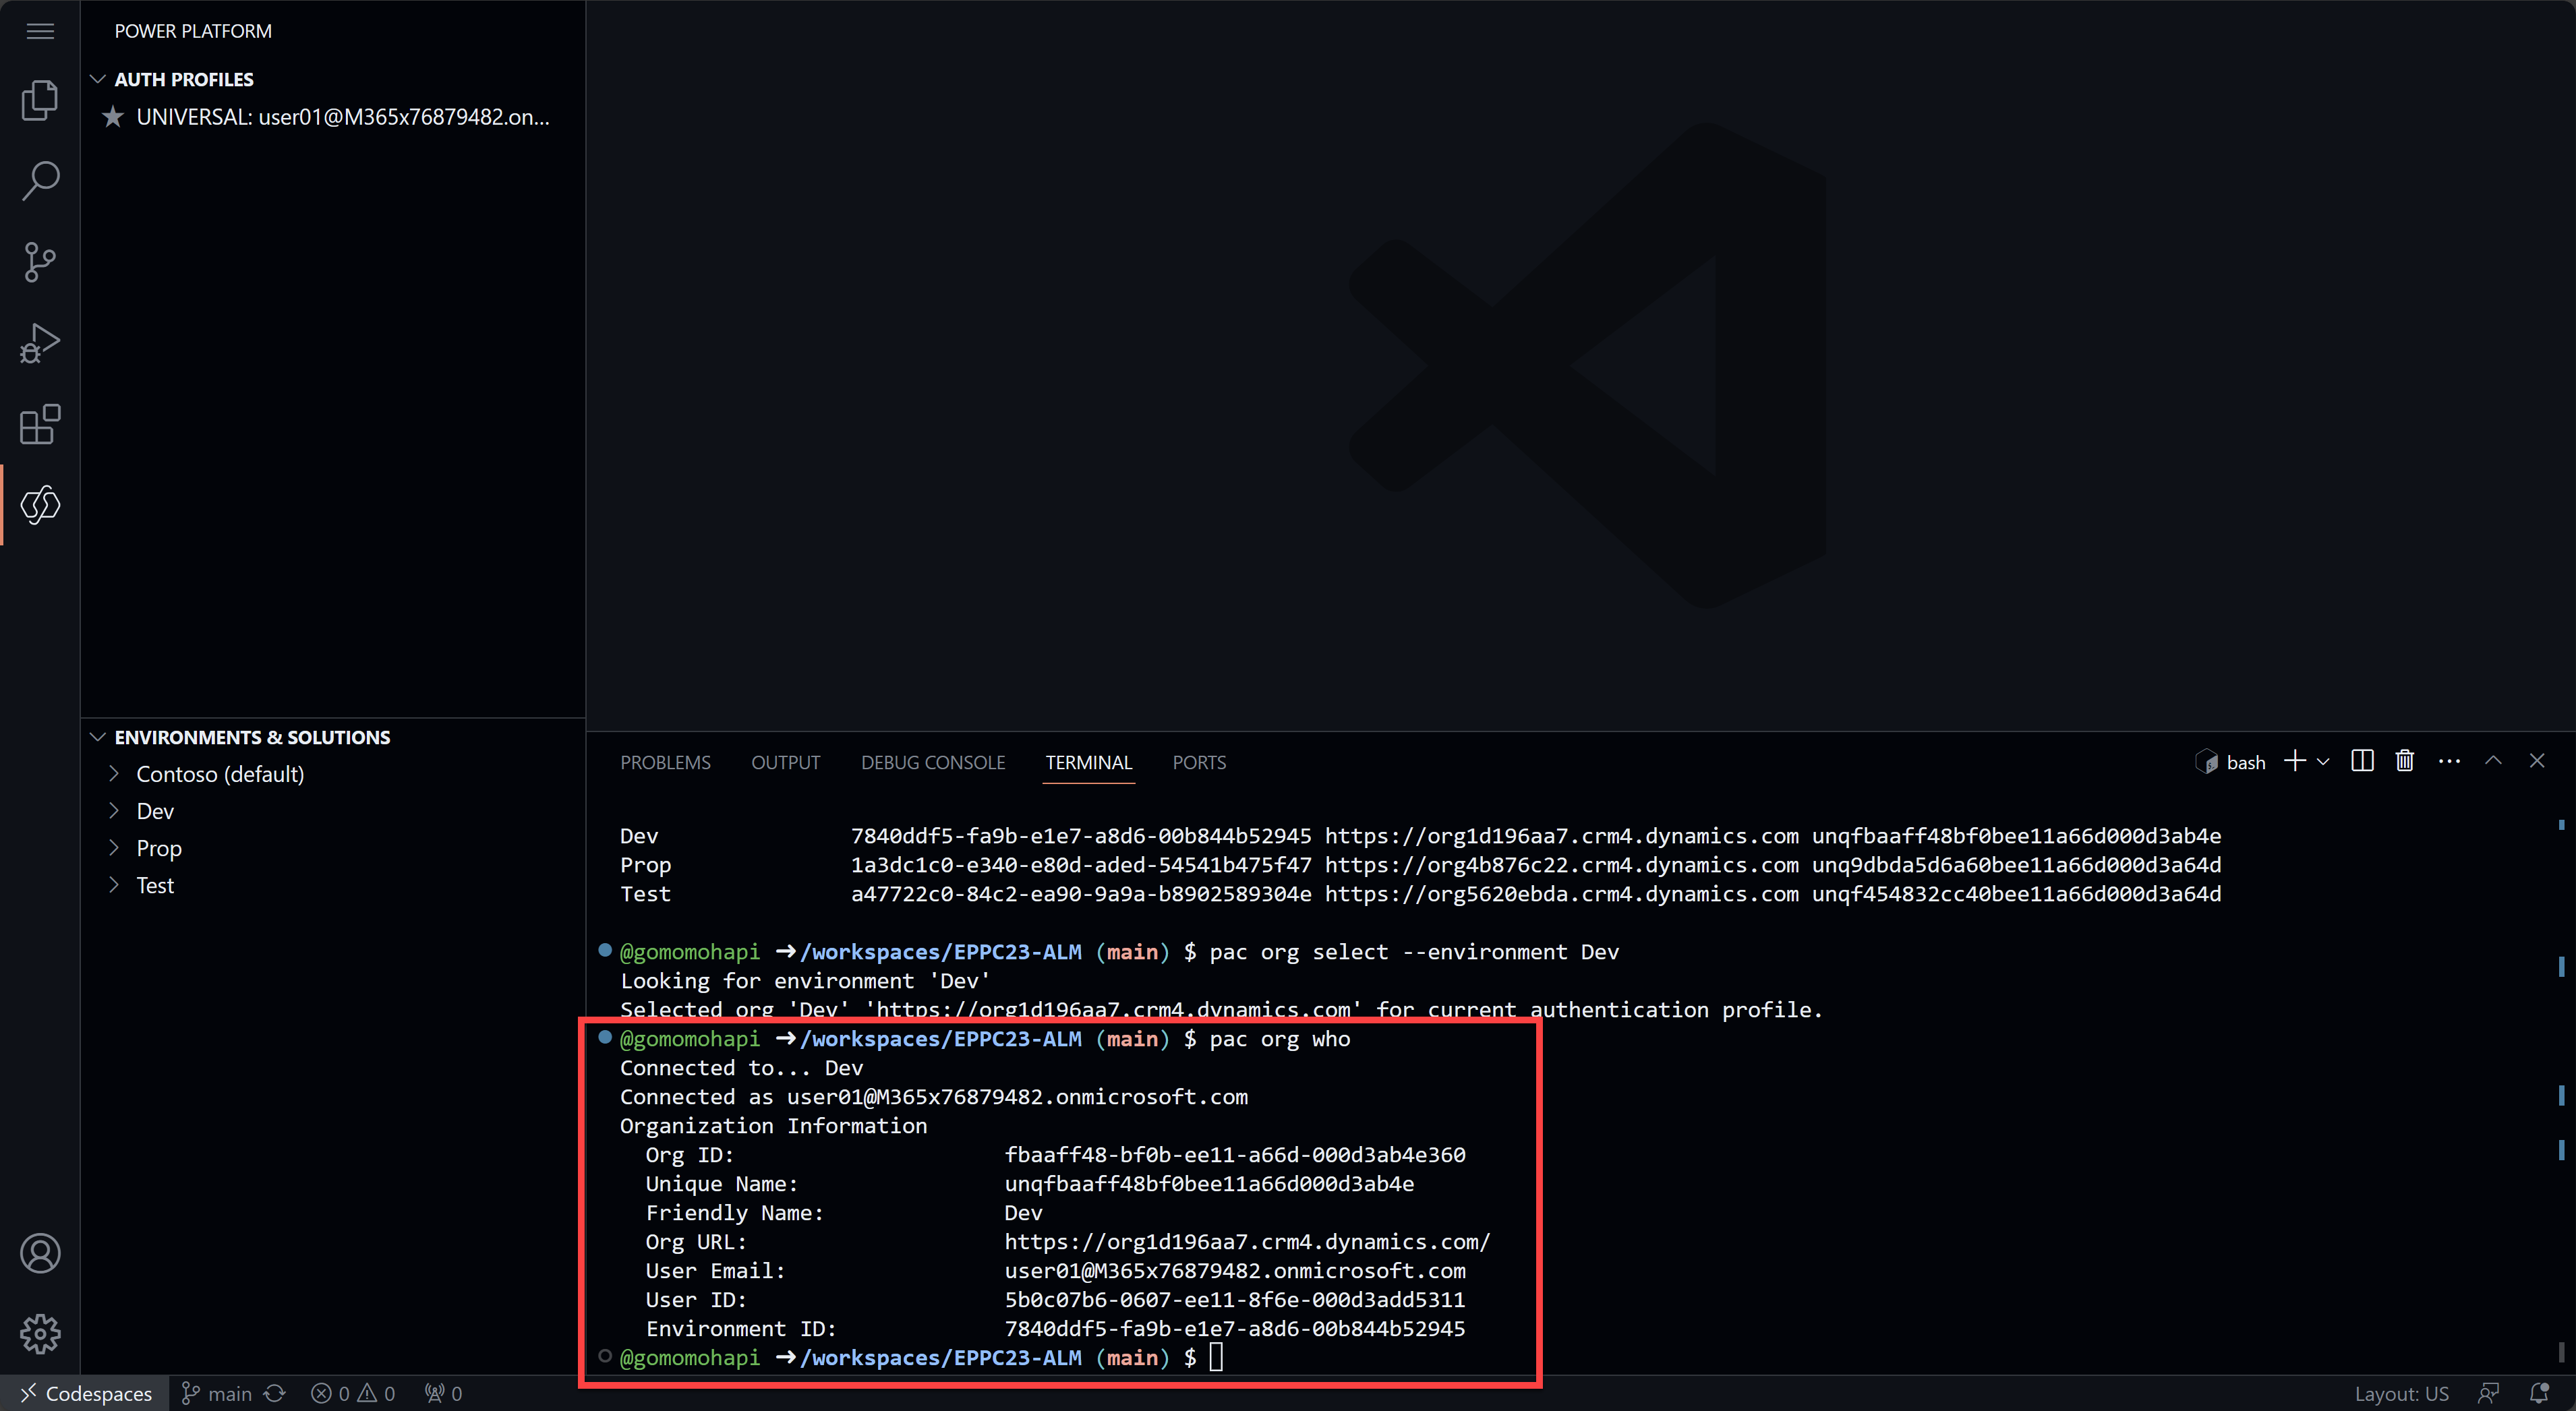 POWER PLATFORM
AUTH PROFILES
UNIVERSAL: user01@M365x76879482.on...
ENVIRONMENTS & SOLUTIONS
Contoso (default)
Dev
Prop
Test
PROBLEMS OUTPUT DEBUG CONSOLE TERMINAL PORTS
bash
Dev 7840ddf5-fa9b-e1e7-a8d6-00b844b52945 https://org1d196aa7.crm4.dynamics.com unqfbaaff48bf0bee11a66d000d3ab4e
Prop 1a3dc1c0-e340-e80d-aded-54541b475f47 https://org4b876c22.crm4.dynamics.com unq9dbda5d6a60bee11a66d000d3a64d
Test a47722c0-84c2-ea90-9a9a-b8902589304e https://org5620ebda.crm4.dynamics.com unqf454832cc40bee11a66d000d3a64d
@gomomohapi ➜/workspaces/EPPC23-ALM (main) $ pac org select --environment Dev
Looking for environment 'Dev'
Selected org 'Dev' 'https://org1d196aa7.crm4.dynamics.com' for current authentication profile.
@gomomohapi ➜/workspaces/EPPC23-ALM (main) $ pac org who
Connected to... Dev
Connected as user01@M365x76879482.onmicrosoft.com
Organization Information
Org ID: fbaaff48-bf0b-ee11-a66d-000d3ab4e360
Unique Name: unqfbaaff48bf0bee11a66d000d3ab4e
Friendly Name: Dev
Org URL: https://org1d196aa7.crm4.dynamics.com/
User Email: user01@M365x76879482.onmicrosoft.com
User ID: 5b0c07b6-0607-ee11-8f6e-000d3add5311
Environment ID: 7840ddf5-fa9b-e1e7-a8d6-00b844b52945
@gomomohapi ➜/workspaces/EPPC23-ALM (main) $
Codespaces main 0 0 0 Layout: US